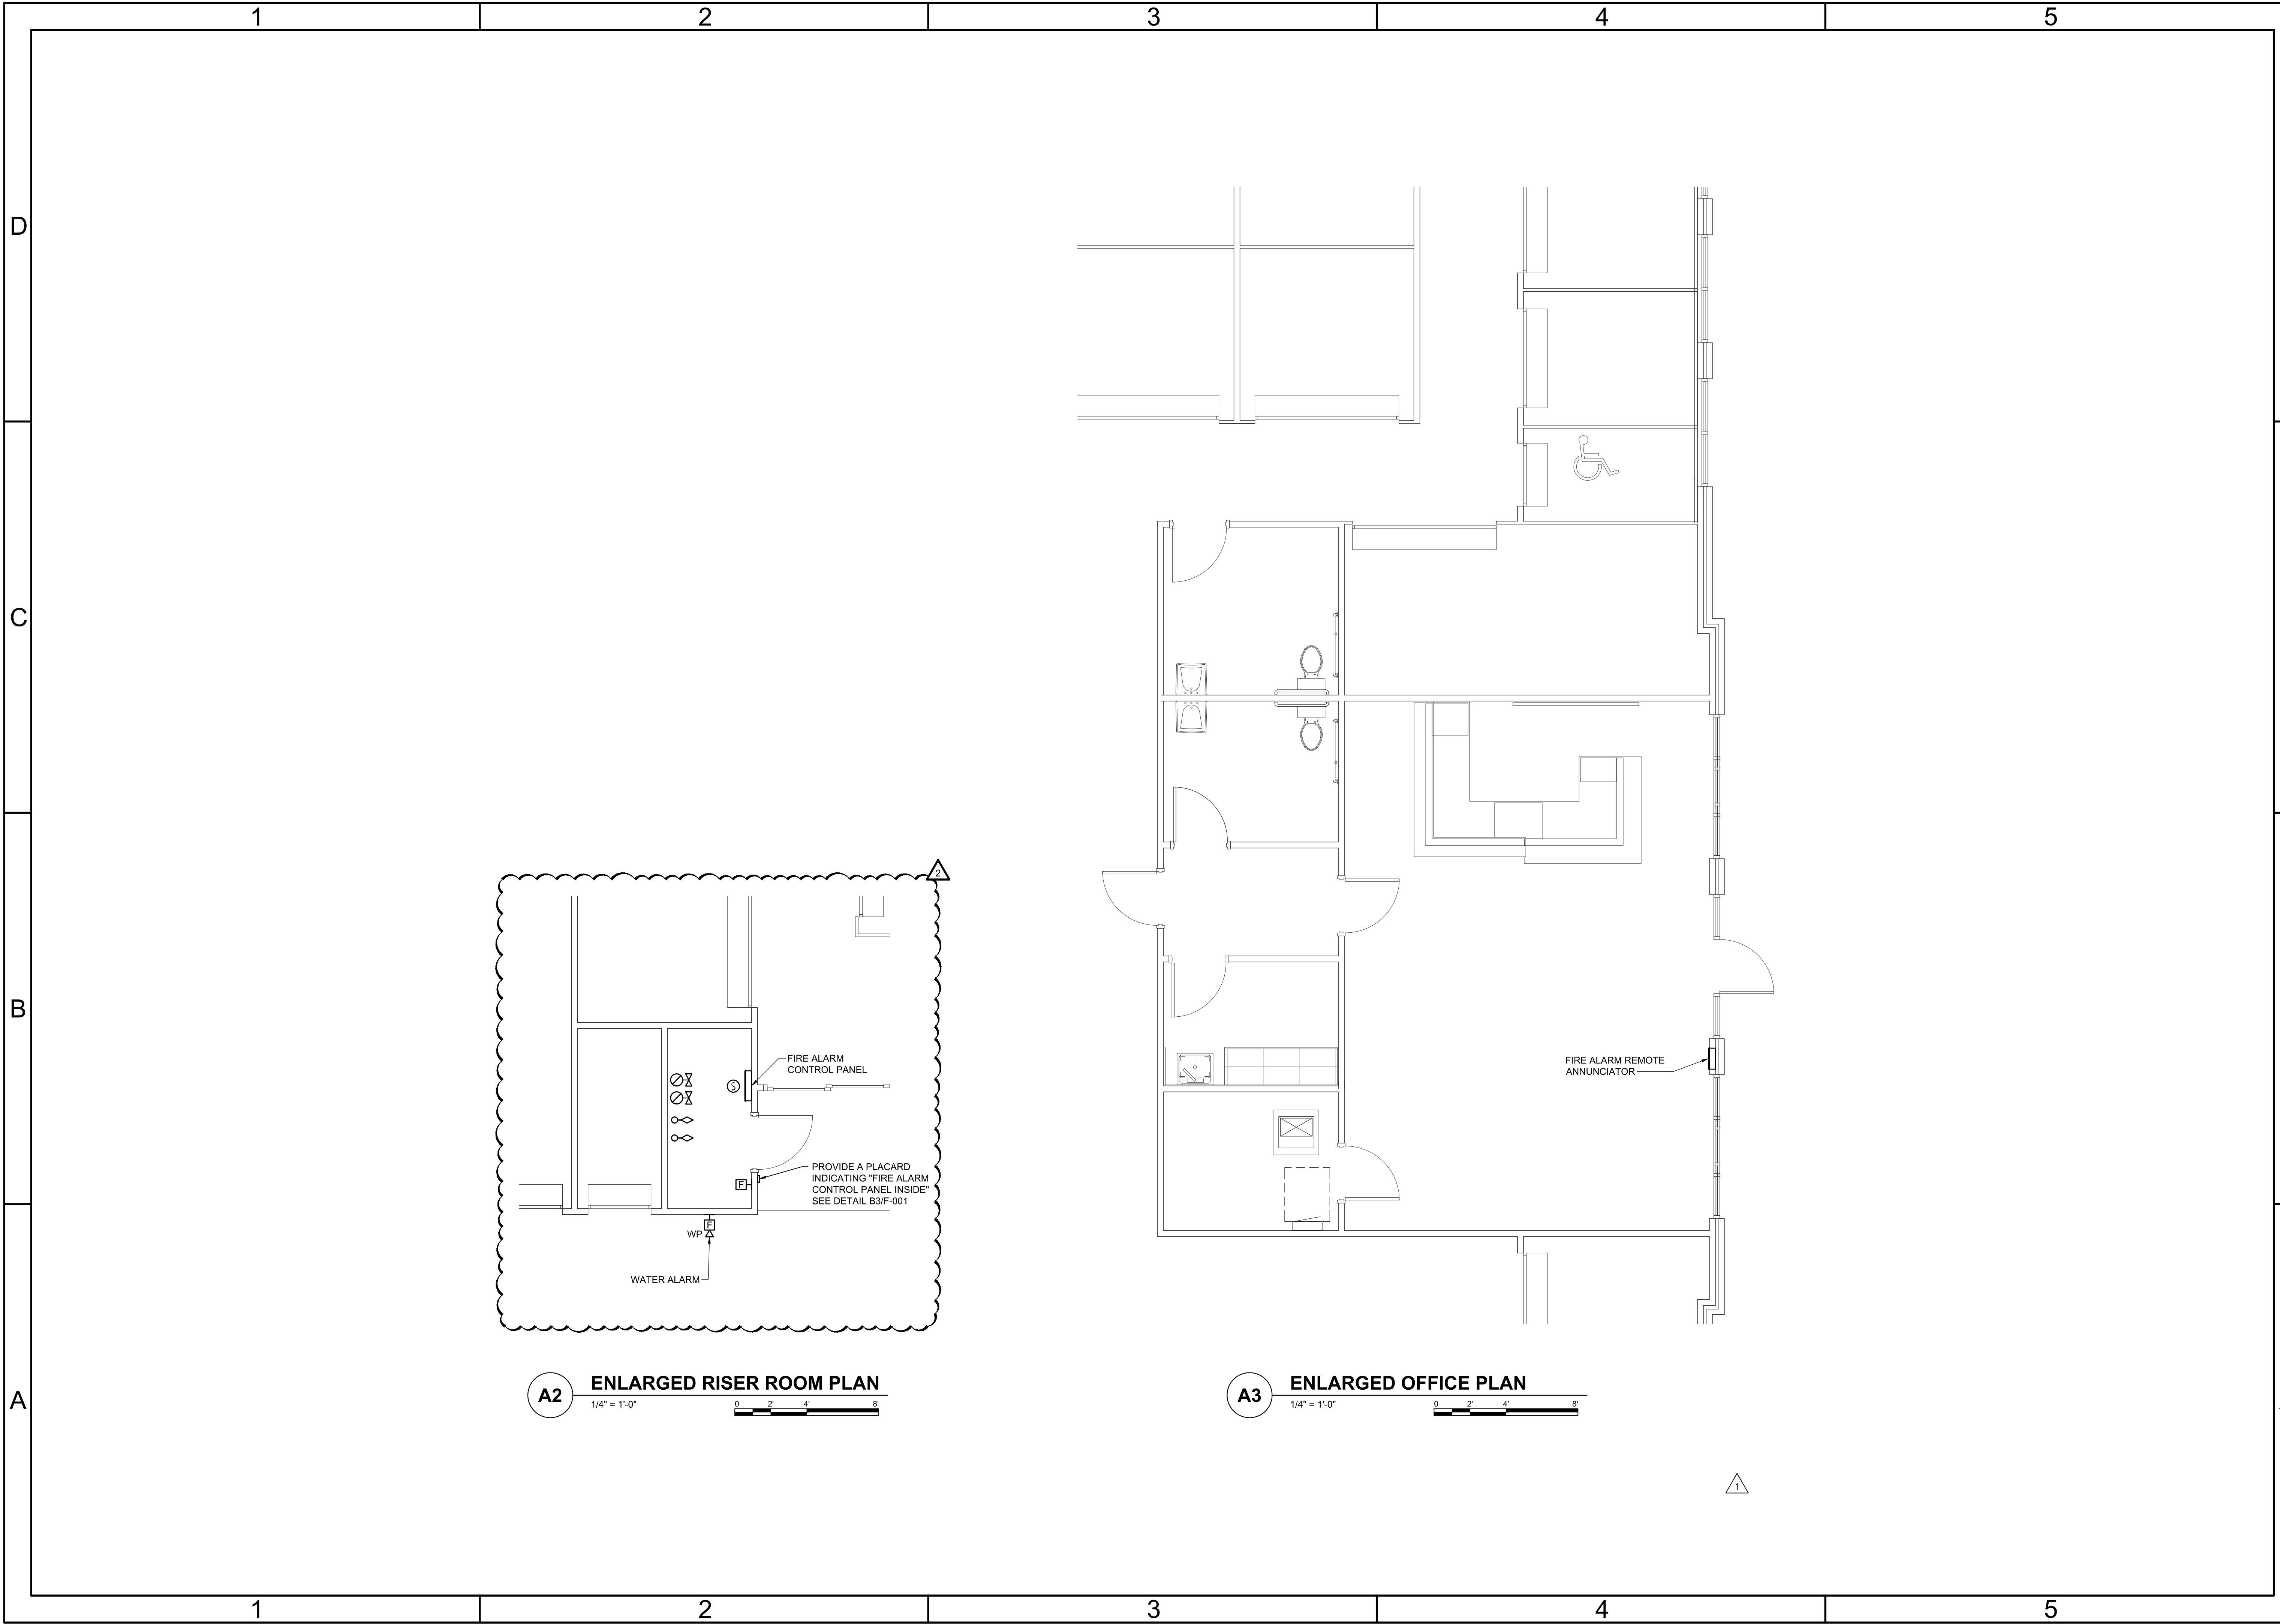 1 2 3 4 5
D
C
B
A
2
FIRE ALARM
CONTROL PANEL
S
F
PROVIDE A PLACARD
INDICATING "FIRE ALARM
CONTROL PANEL INSIDE"
SEE DETAIL B3/F-001
F
WP
WATER ALARM
A2 ENLARGED RISER ROOM PLAN
1/4" = 1'-0"
0 2' 4' 8'
FIRE ALARM REMOTE
ANNUNCIATOR
A3 ENLARGED OFFICE PLAN
1/4" = 1'-0"
0 2' 4' 8'
1
1 2 3 4 5